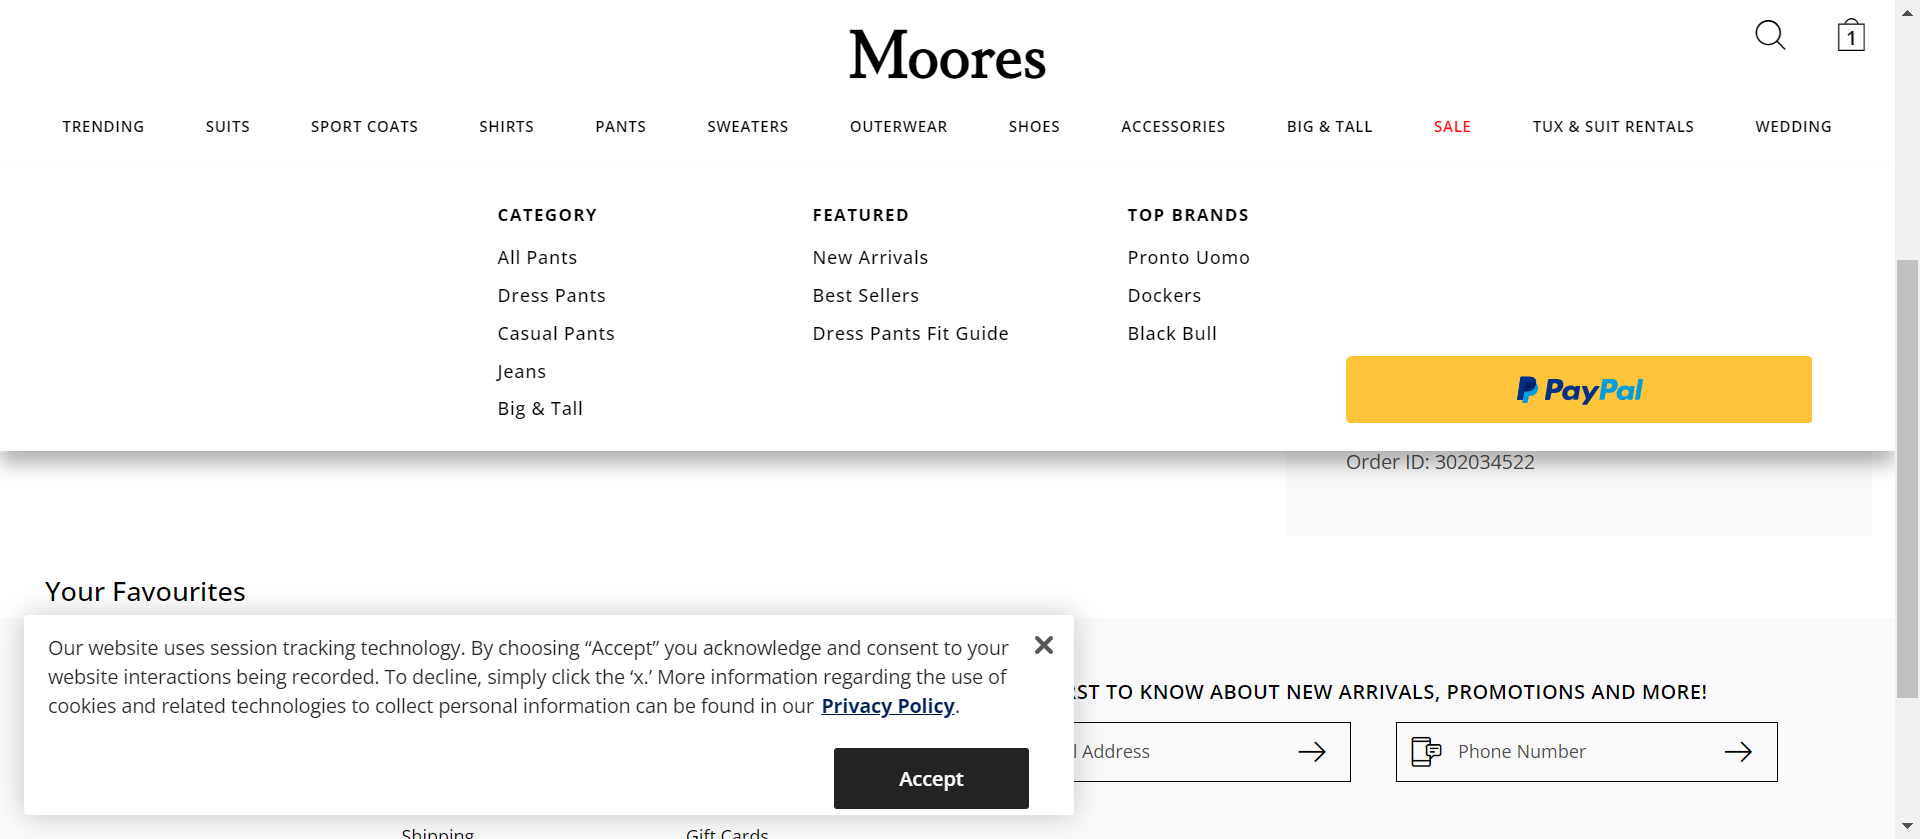 Moores
1
TRENDING SUITS SPORT COATS SHIRTS PANTS SWEATERS OUTERWEAR SHOES ACCESSORIES BIG & TALL SALE TUX & SUIT RENTALS WEDDING
CATEGORY
All Pants
Dress Pants
Casual Pants
Jeans
Big & Tall
FEATURED
New Arrivals
Best Sellers
Dress Pants Fit Guide
TOP BRANDS
Pronto Uomo
Dockers
Black Bull
PayPal
Order ID: 302034522
Your Favourites
Our website uses session tracking technology. By choosing “Accept” you acknowledge and consent to your
website interactions being recorded. To decline, simply click the ‘x.’ More information regarding the use of
cookies and related technologies to collect personal information can be found in our Privacy Policy.
Accept
TO KNOW ABOUT NEW ARRIVALS, PROMOTIONS AND MORE!
Address
Phone Number
Shipping
Gift Cards